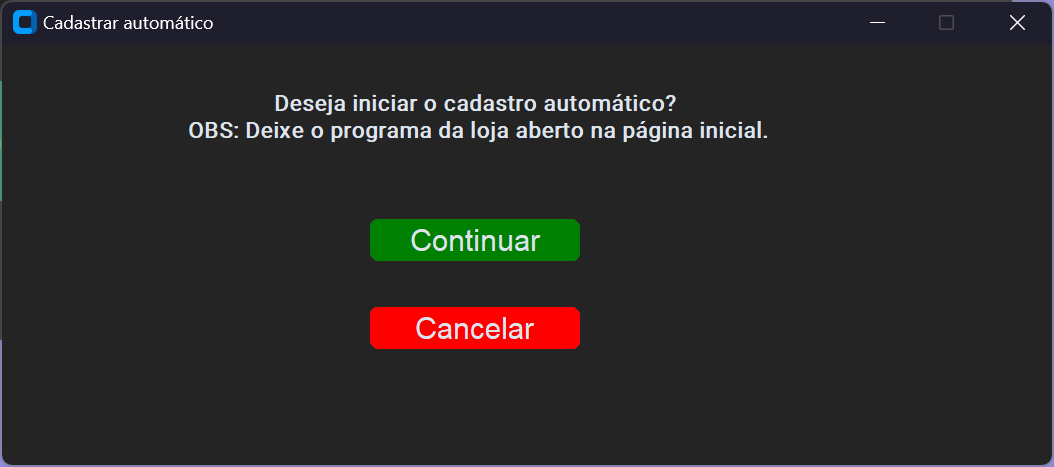 Cadastrar automático
Deseja iniciar o cadastro automático?
OBS: Deixe o programa da loja aberto na página inicial.
Continuar
Cancelar